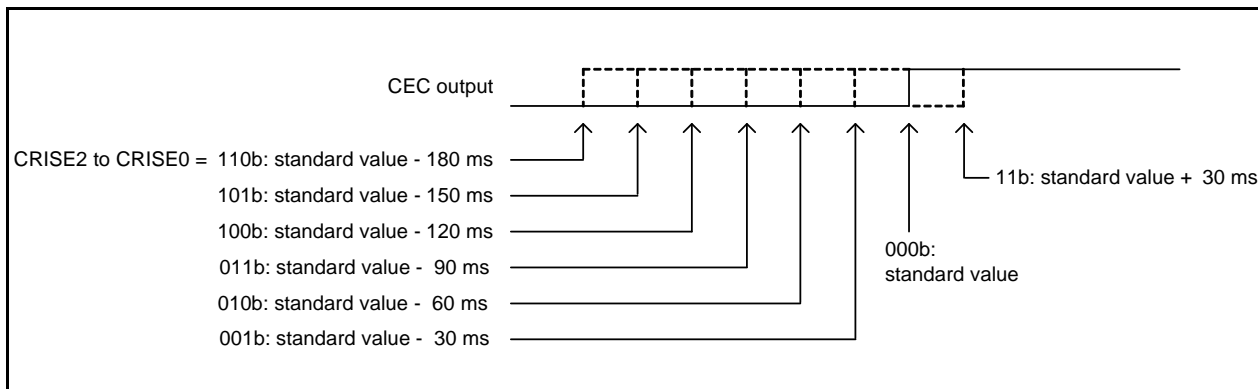 CEC output
CRISE2 to CRISE0 = 110b: standard value - 180 ms
101b: standard value - 150 ms
100b: standard value - 120 ms
011b: standard value -  90 ms
010b: standard value -  60 ms
001b: standard value -  30 ms
11b: standard value +  30 ms
000b:
standard value